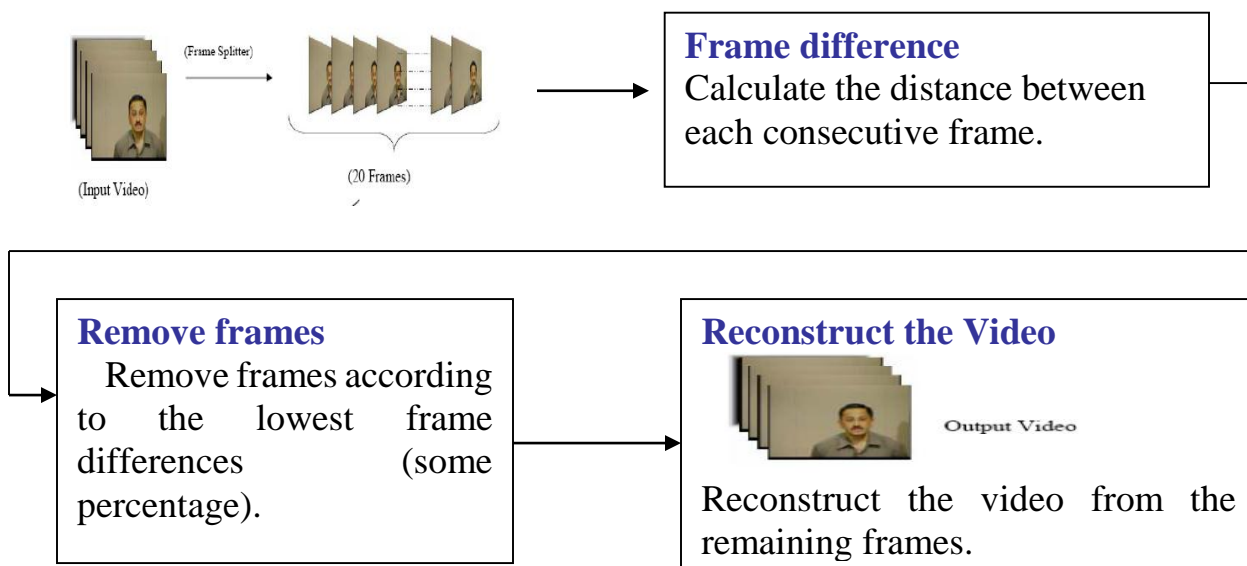 (Frame Splitter)
(Input Video)
(20 Frames)
Frame difference
Calculate the distance between
each consecutive frame.
Remove frames
Remove frames according
to the lowest frame
differences (some
percentage).
Reconstruct the Video
Output Video
Reconstruct the video from the
remaining frames.